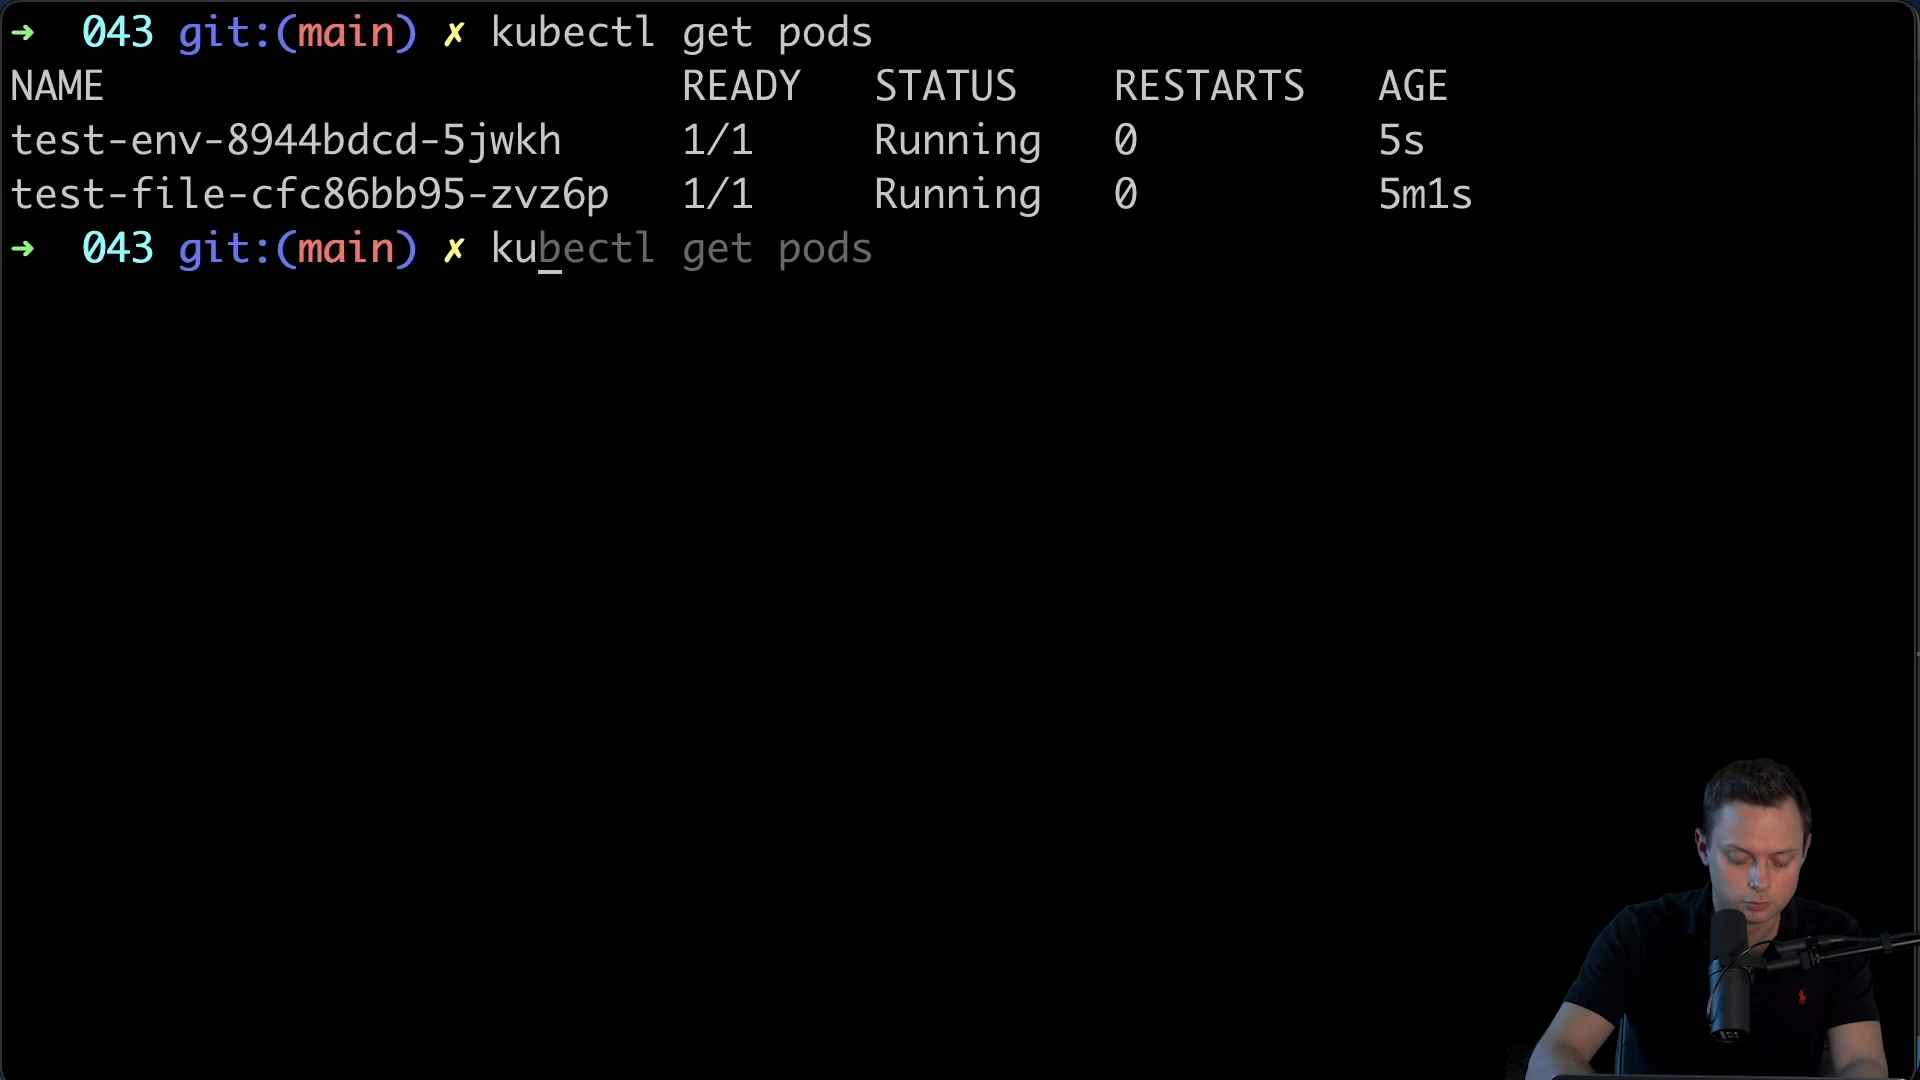 ➜ 043 git:(main) ✗ kubectl get pods
NAME READY STATUS RESTARTS AGE
test-env-8944bdcd-5jwkh 1/1 Running 0 5s
test-file-cfc86bb95-zvz6p 1/1 Running 0 5m1s
➜ 043 git:(main) ✗ kubectl get pods